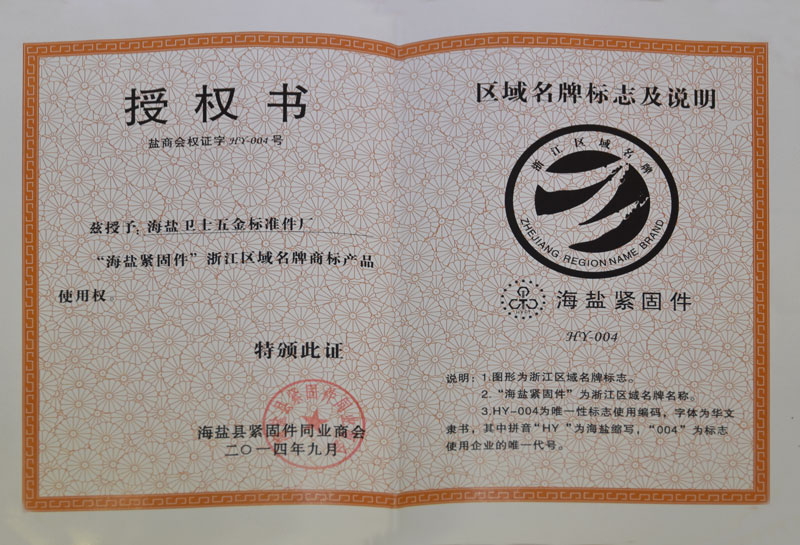 授权书
盐商会权证字 HY-004 号
兹授予: 海盐卫士五金标准件厂
“海盐紧固件”浙江区域名牌商标产品
使用权。
特颁此证
海盐县紧固件同业商会
二〇一四年九月
区域名牌标志及说明
浙江区域名牌
ZHEJIANG REGION NAME BRAND
海盐紧固件
HY-004
说明：1.图形为浙江区域名牌标志。
2.“海盐紧固件”为浙江区域名牌名称。
3.HY-004为唯一性标志使用编码，字体为华文
隶书，其中拼音“HY ”为海盐缩写，“004”为标志
使用企业的唯一代号。